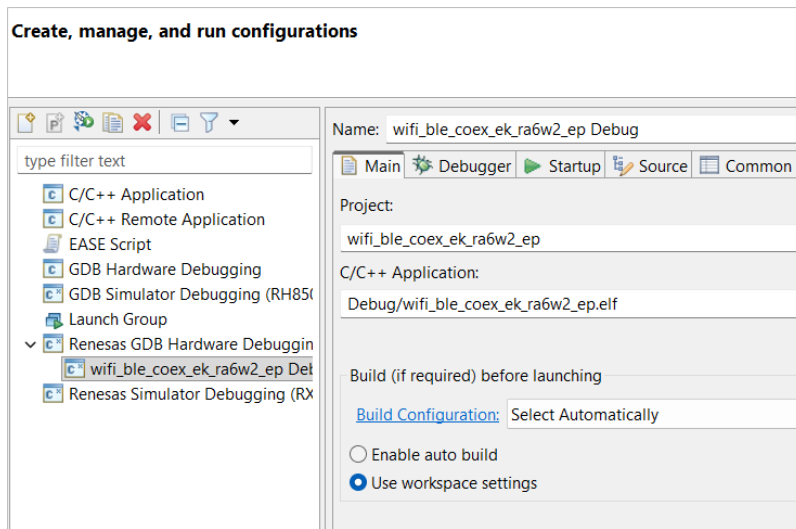 Create, manage, and run configurations
type filter text
C/C++ Application
C/C++ Remote Application
EASE Script
GDB Hardware Debugging
GDB Simulator Debugging (RH850
Launch Group
Renesas GDB Hardware Debuggin
wifi_ble_coex_ek_ra6w2_ep Deb
Renesas Simulator Debugging (RX
Name: wifi_ble_coex_ek_ra6w2_ep Debug
Main Debugger Startup Source Common
Project:
wifi_ble_coex_ek_ra6w2_ep
C/C++ Application:
Debug/wifi_ble_coex_ek_ra6w2_ep.elf
Build (if required) before launching
Build Configuration: Select Automatically
Enable auto build
Use workspace settings